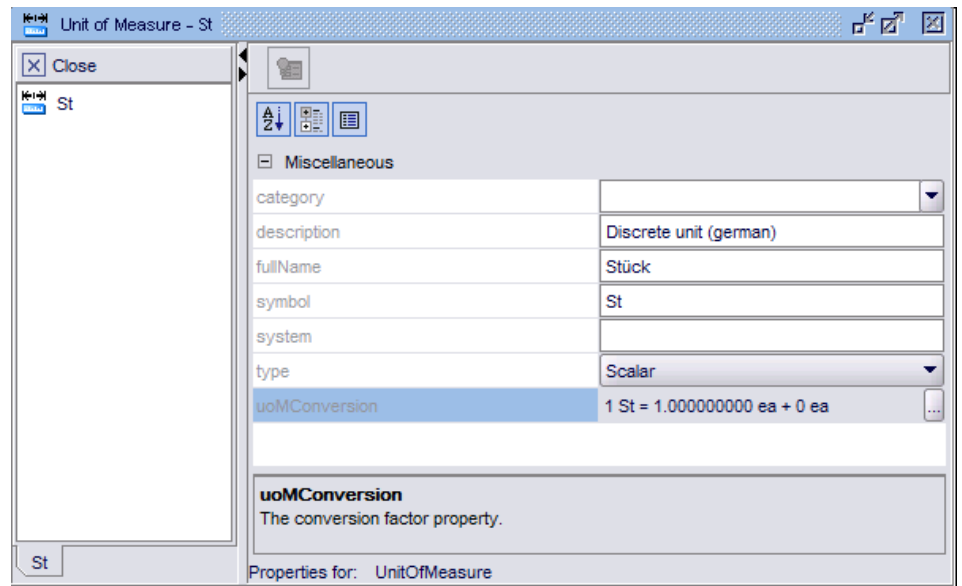 Unit of Measure - St
Close
St
Miscellaneous
category
description Discrete unit (german)
fullName Stück
symbol St
system
type Scalar
uoMConversion 1 St = 1.000000000 ea + 0 ea ...
uoMConversion
The conversion factor property.
St
Properties for: UnitOfMeasure